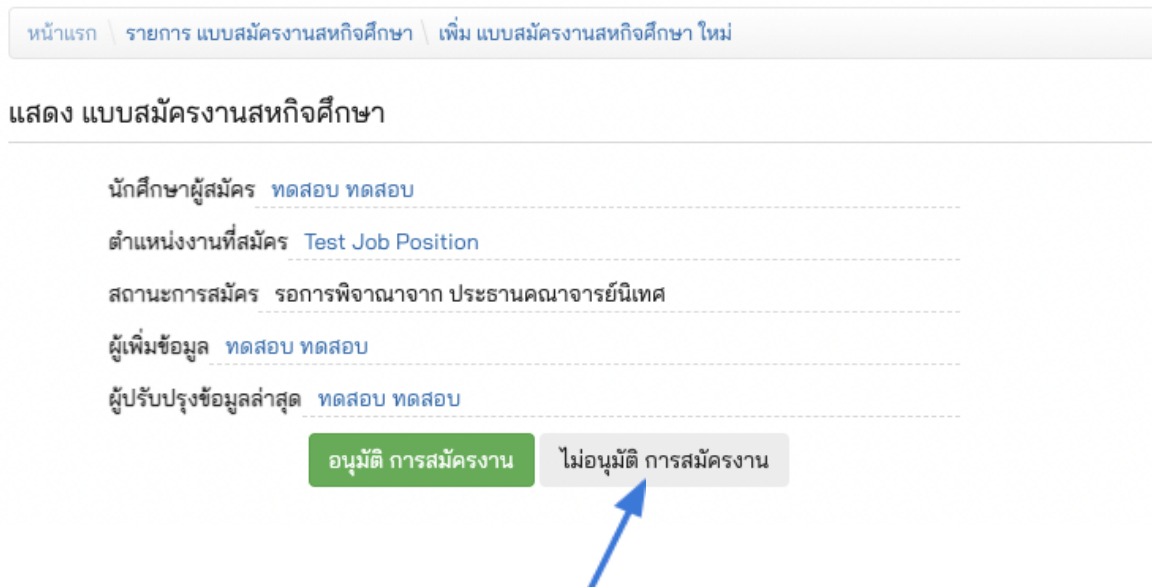 หน้าแรก \ รายการ แบบสมัครงานสหกิจศึกษา \ เพิ่ม แบบสมัครงานสหกิจศึกษา ใหม่
แสดง แบบสมัครงานสหกิจศึกษา
นักศึกษาผู้สมัคร ทดสอบ ทดสอบ
ตำแหน่งงานที่สมัคร Test Job Position
สถานะการสมัคร รอการพิจาณาจาก ประธานคณาจารย์นิเทศ
ผู้เพิ่มข้อมูล ทดสอบ ทดสอบ
ผู้ปรับปรุงข้อมูลล่าสุด ทดสอบ ทดสอบ
อนุมัติ การสมัครงาน ไม่อนุมัติ การสมัครงาน